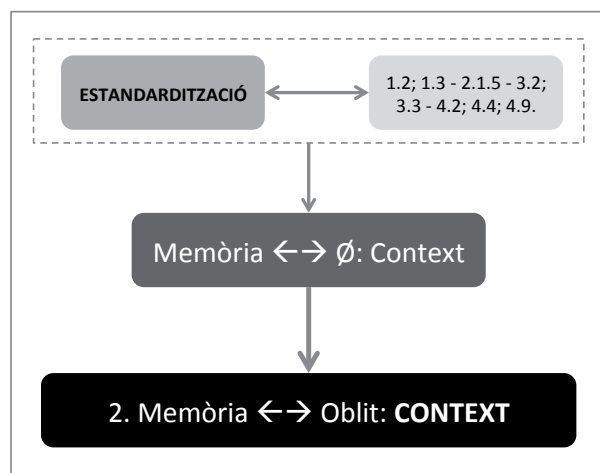 ESTANDARDITZACIÓ
1.2; 1.3 - 2.1.5 - 3.2;
3.3 - 4.2; 4.4; 4.9.
Memòria ←→ Ø: Context
2. Memòria ←→ Oblit: CONTEXT